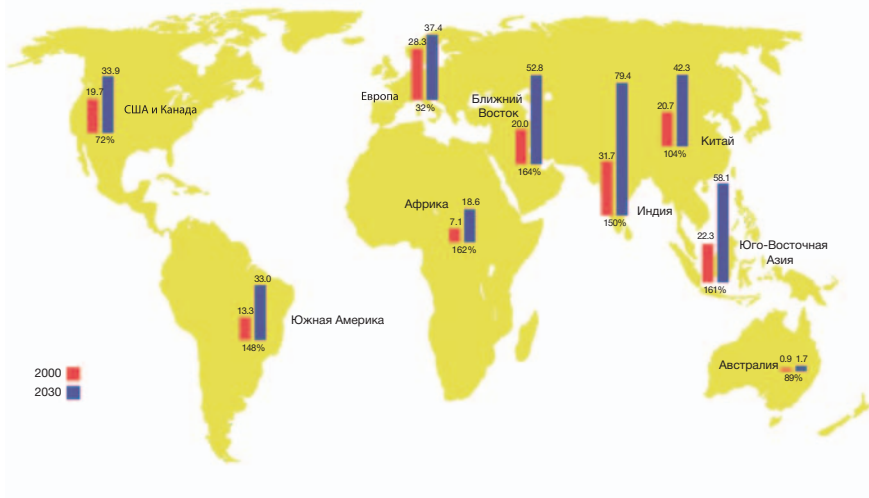 37.4
28.3
Европа
32%
33.9
19.7
США и Канада
72%
52.8
Ближний
Восток
20.0
164%
79.4
31.7
Индия
150%
42.3
20.7
Китай
104%
58.1
22.3
Юго-Восточная
Азия
161%
Африка
18.6
7.1
162%
33.0
13.3
Южная Америка
148%
Австралия
0.9 1.7
89%
2000
2030